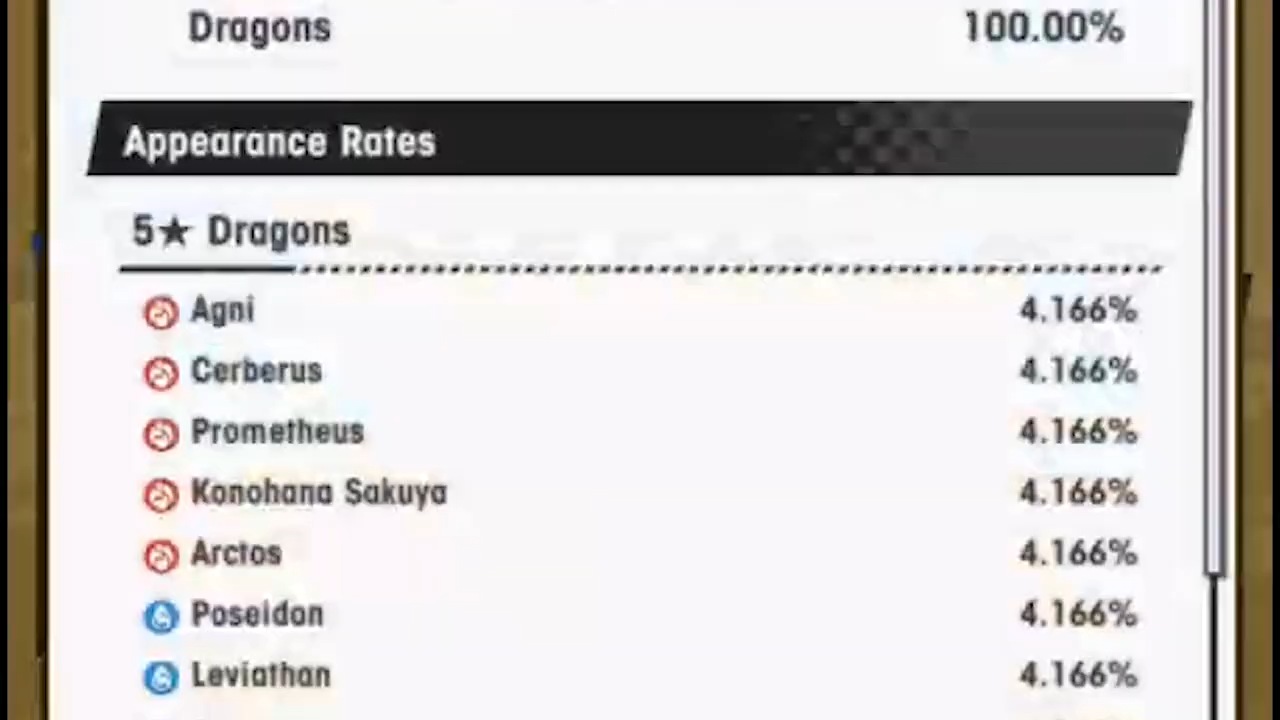 Dragons 100.00%
Appearance Rates
5★ Dragons
Agni 4.166%
Cerberus 4.166%
Prometheus 4.166%
Konohana Sakuya 4.166%
Arctos 4.166%
Poseidon 4.166%
Leviathan 4.166%